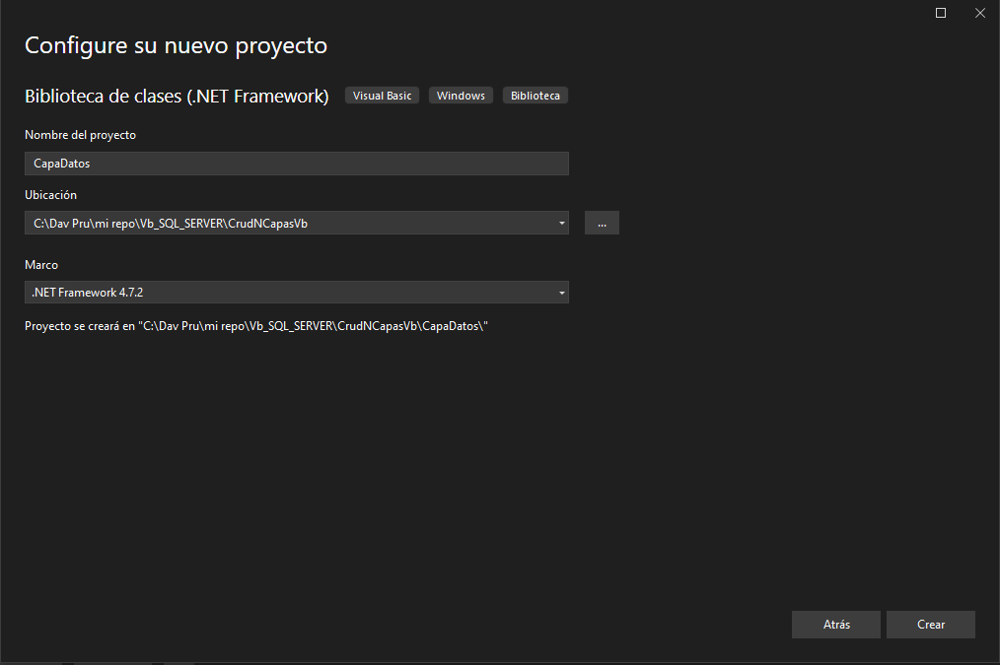 Configure su nuevo proyecto
Biblioteca de clases (.NET Framework) Visual Basic Windows Biblioteca
Nombre del proyecto
CapaDatos
Ubicación
C:\Dav Pru\mi repo\Vb_SQL_SERVER\CrudNCapasVb ...
Marco
.NET Framework 4.7.2
Proyecto se creará en "C:\Dav Pru\mi repo\Vb_SQL_SERVER\CrudNCapasVb\CapaDatos\"
Atrás Crear